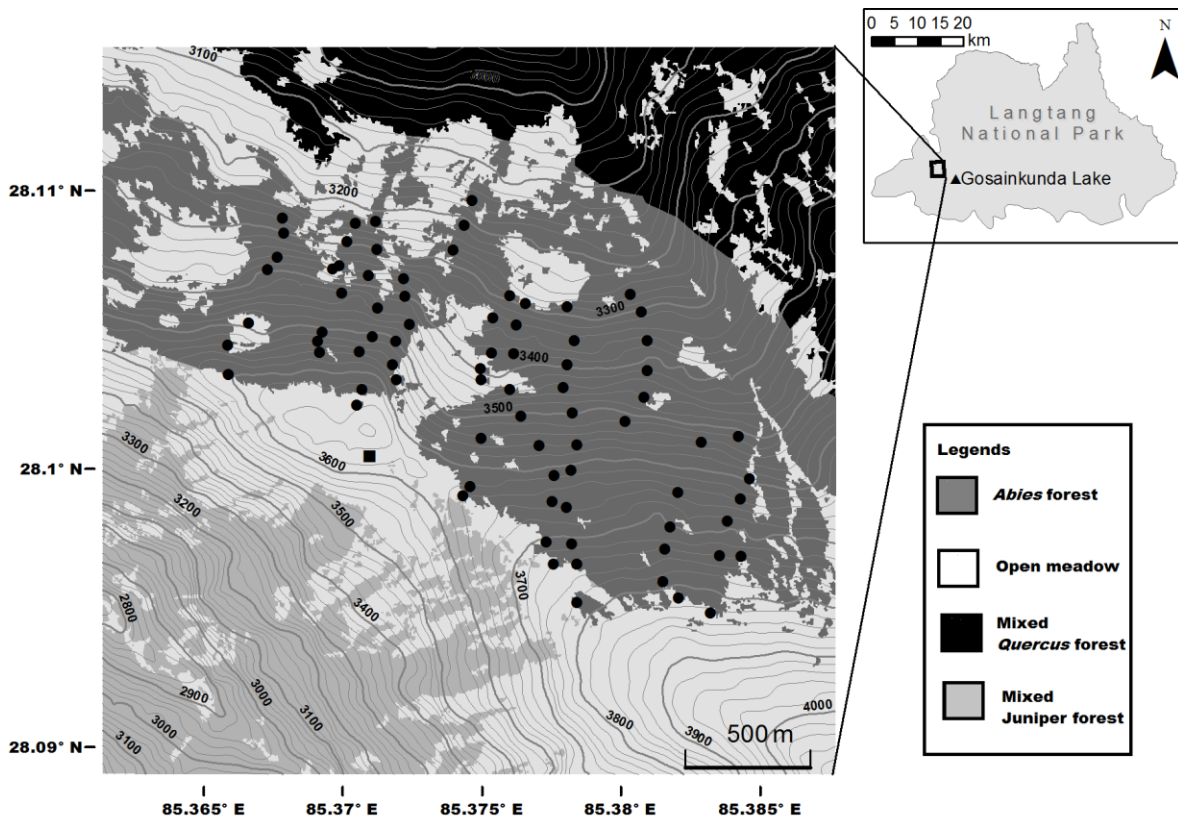 0 5 10 15 20
km
N
Langtang
National Park
Gosainkunda Lake
28.11° N
28.1° N
28.09° N
3100
3200
3300
3400
3500
3600
3300
3200
3500
3400
3700
2800
2900
3000
3100
3000
3100
3800
3900
4000
500 m
85.365° E
85.37° E
85.375° E
85.38° E
85.385° E
Legends
Abies forest
Open meadow
Mixed
Quercus forest
Mixed
Juniper forest